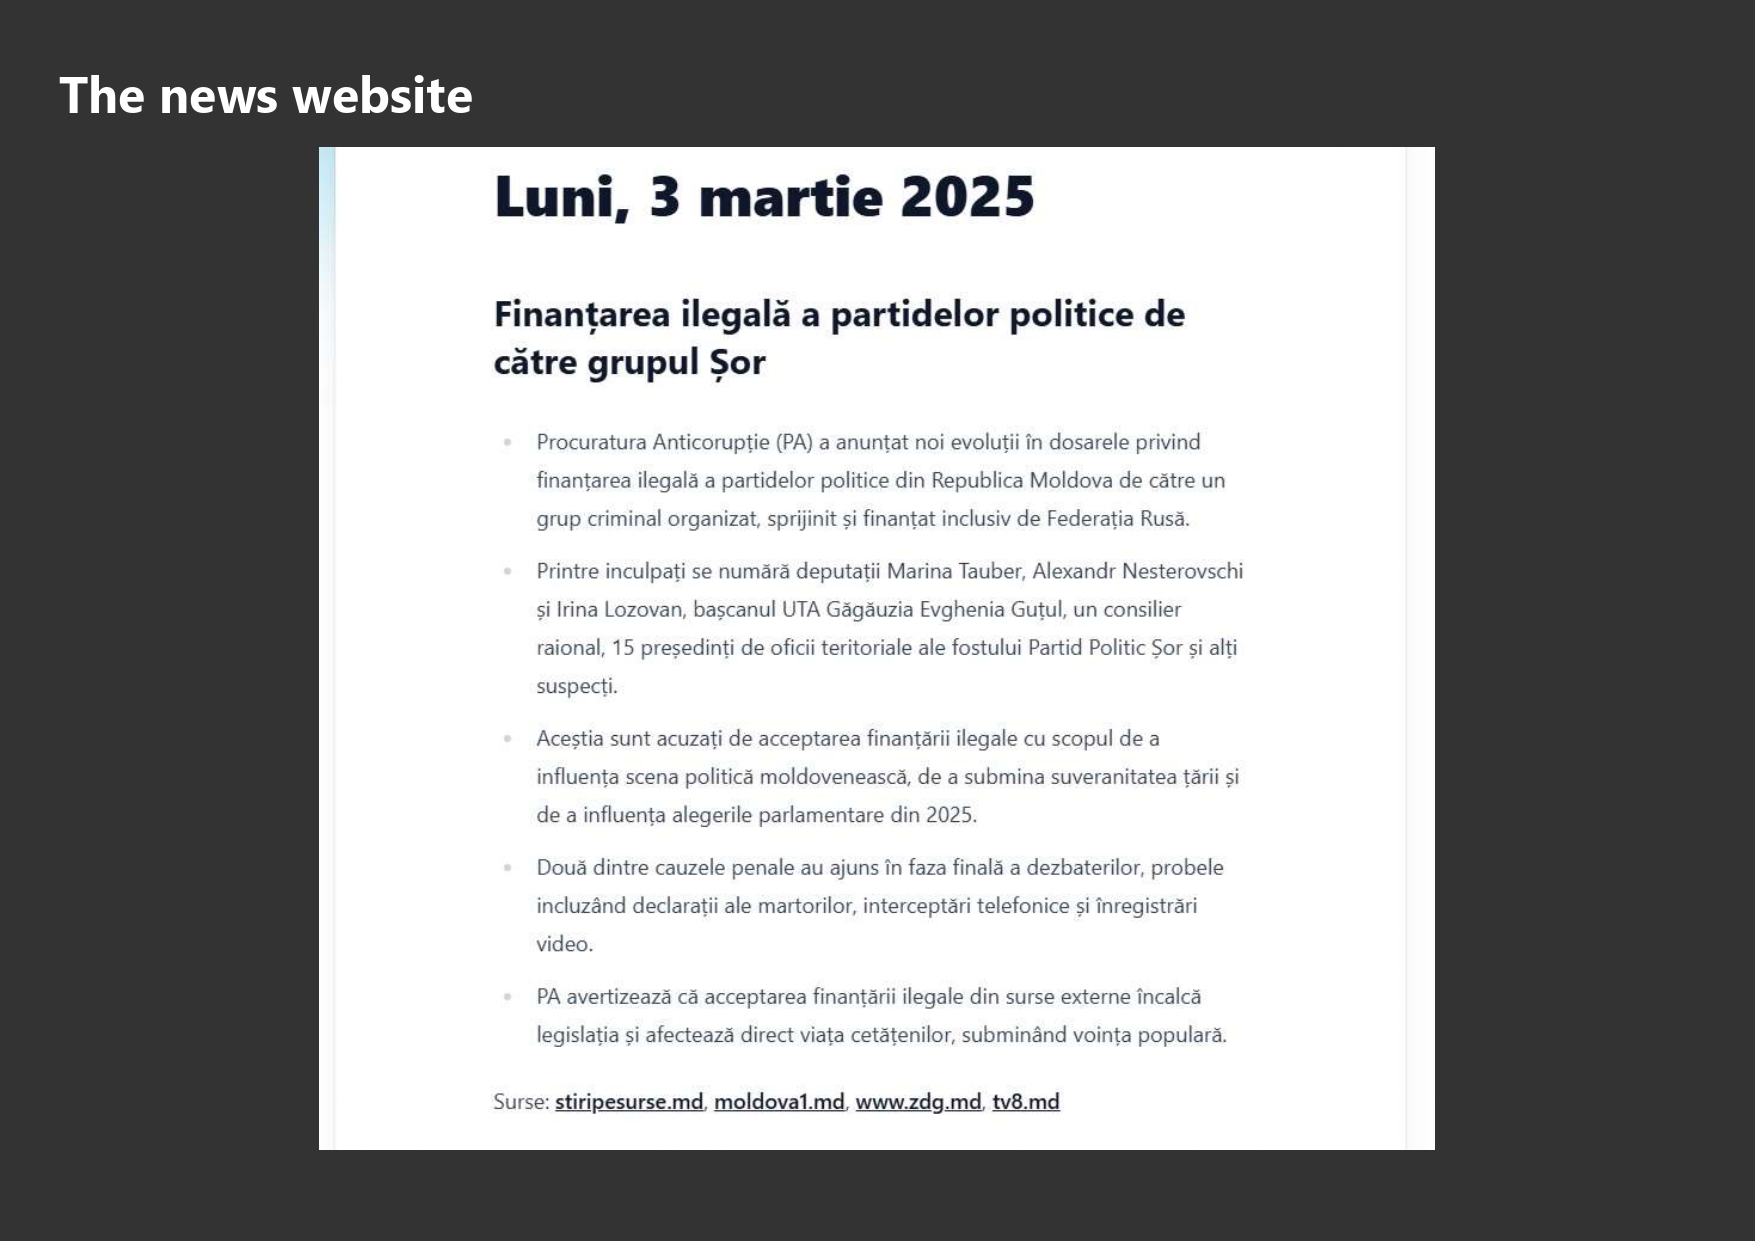 The news website
Luni, 3 martie 2025
Finanțarea ilegală a partidelor politice de
către grupul Șor
Procuratura Anticorupție (PA) a anunțat noi evoluții în dosarele privind
finanțarea ilegală a partidelor politice din Republica Moldova de către un
grup criminal organizat, sprijinit și finanțat inclusiv de Federația Rusă.
Printre inculpați se numără deputații Marina Tauber, Alexandr Nesterovschi
și Irina Lozovan, bașcanul UTA Găgăuzia Evghenia Guțul, un consilier
raional, 15 președinți de oficii teritoriale ale fostului Partid Politic Șor și alți
suspecți.
Aceștia sunt acuzați de acceptarea finanțării ilegale cu scopul de a
influența scena politică moldovenească, de a submina suveranitatea țării și
de a influența alegerile parlamentare din 2025.
Două dintre cauzele penale au ajuns în faza finală a dezbaterilor, probele
incluzând declarații ale martorilor, interceptări telefonice și înregistrări
video.
PA avertizează că acceptarea finanțării ilegale din surse externe încalcă
legislația și afectează direct viața cetățenilor, subminând voința populară.
Surse: stiripesurse.md, moldova1.md, www.zdg.md, tv8.md